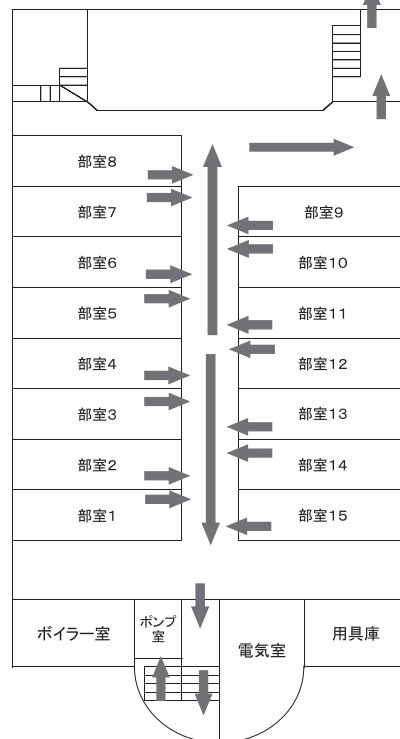 部室8
部室7
部室9
部室6
部室10
部室5
部室11
部室4
部室12
部室3
部室13
部室2
部室14
部室1
部室15
ボイラー室
ポンプ
室
電気室
用具庫